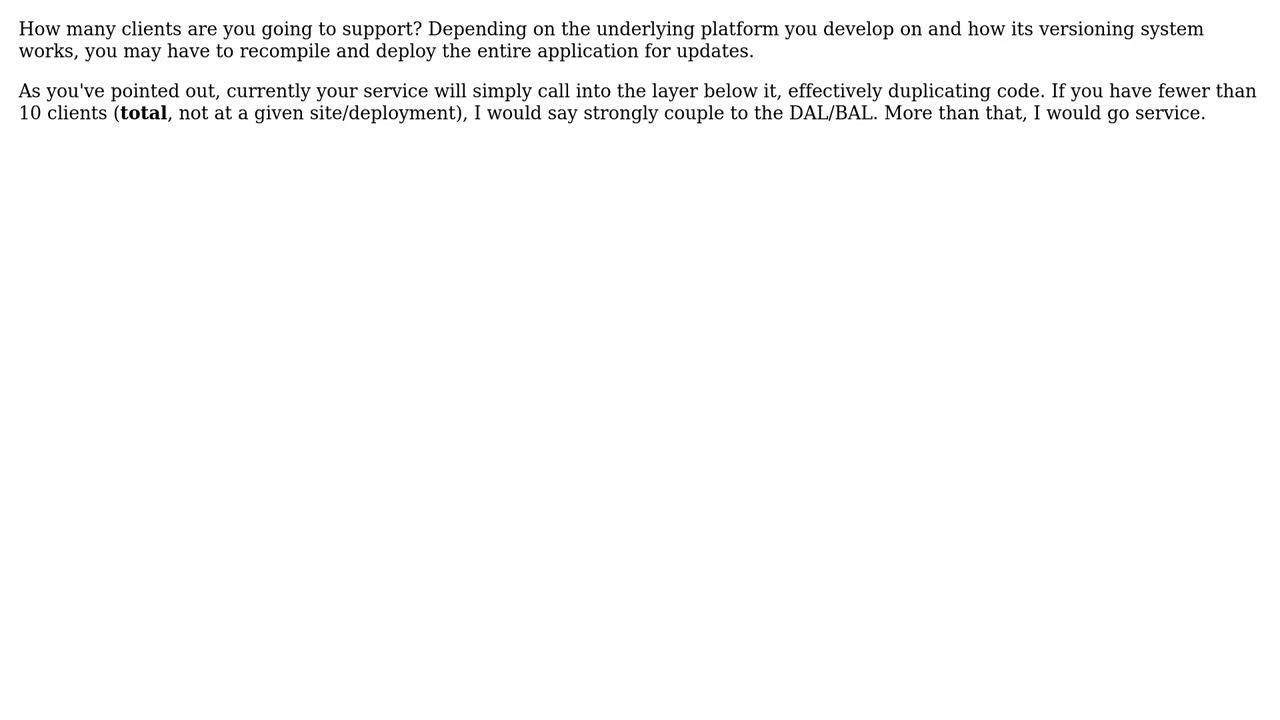 How many clients are you going to support? Depending on the underlying platform you develop on and how its versioning system
works, you may have to recompile and deploy the entire application for updates.
As you've pointed out, currently your service will simply call into the layer below it, effectively duplicating code. If you have fewer than
10 clients (total, not at a given site/deployment), I would say strongly couple to the DAL/BAL. More than that, I would go service.